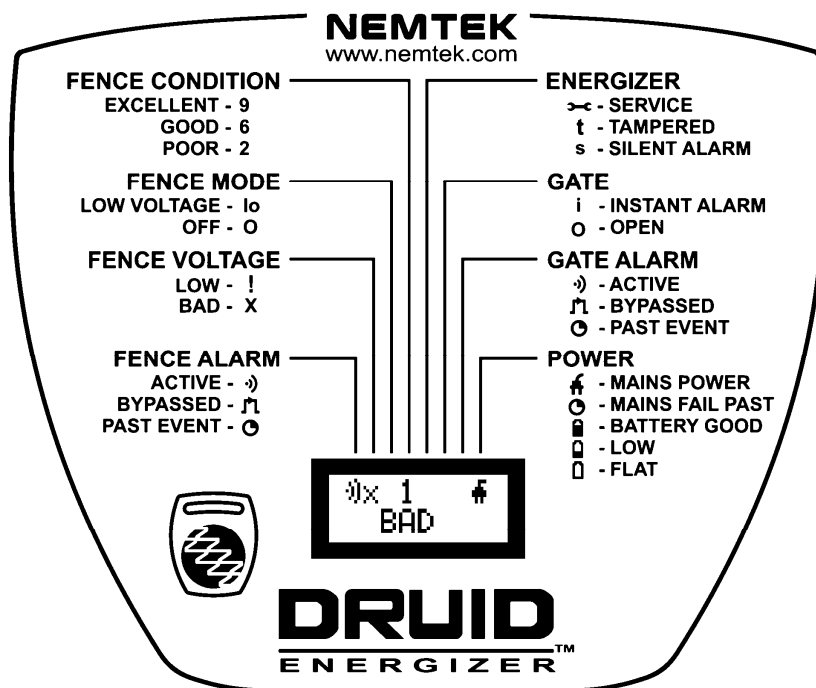 NEMTEK
www.nemtek.com
FENCE CONDITION
EXCELLENT - 9
GOOD - 6
POOR - 2
FENCE MODE
LOW VOLTAGE - lo
OFF - O
FENCE VOLTAGE
LOW - !
BAD - X
FENCE ALARM
ACTIVE -
BYPASSED -
PAST EVENT -
ENERGIZER
- SERVICE
t - TAMPERED
s - SILENT ALARM
GATE
i - INSTANT ALARM
O - OPEN
GATE ALARM
- ACTIVE
- BYPASSED
- PAST EVENT
POWER
- MAINS POWER
- MAINS FAIL PAST
- BATTERY GOOD
- LOW
- FLAT
x 1
BAD
DRUID™
ENERGIZER